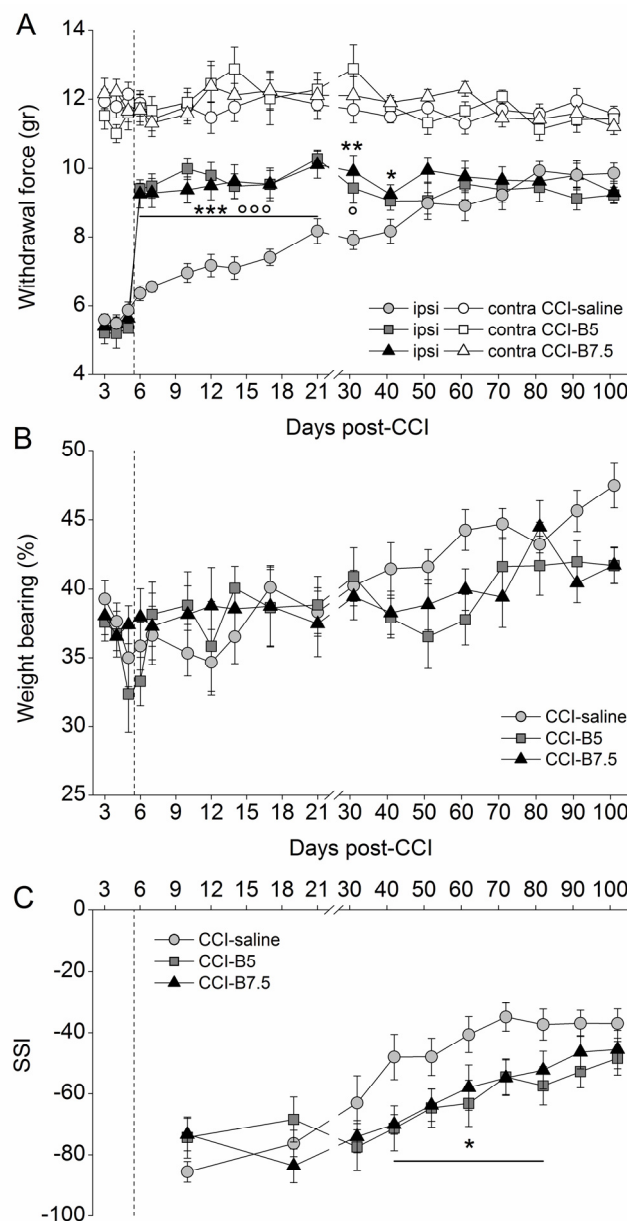 A
14
12
10
8
6
4
Withdrawal force (gr)
**
*
*** ooo
o
ipsi contra CCI-saline
ipsi contra CCI-B5
ipsi contra CCI-B7.5
3 6 9 12 15 18 21 30 40 50 60 70 80 90 100
Days post-CCI
B
50
45
40
35
30
25
Weight bearing (%)
CCI-saline
CCI-B5
CCI-B7.5
3 6 9 12 15 18 21 30 40 50 60 70 80 90 100
Days post-CCI
C
3 6 9 12 15 18 21 30 40 50 60 70 80 90 100
0
-20
-40
-60
-80
-100
SSI
CCI-saline
CCI-B5
CCI-B7.5
*